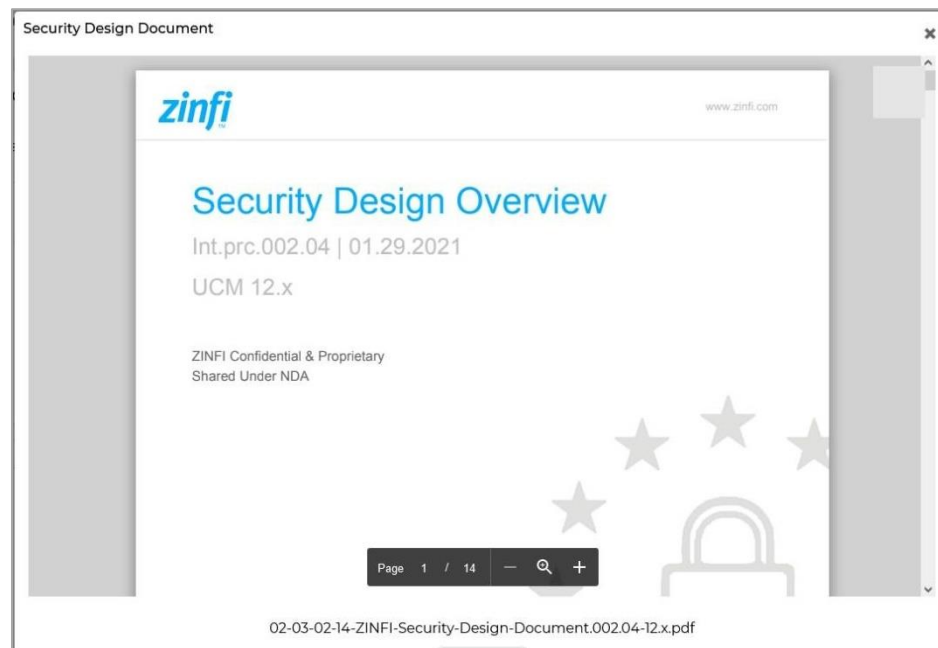 Security Design Document
zinfi
www.zinfi.com
Security Design Overview
Int.prc.002.04 | 01.29.2021
UCM 12.x
ZINFI Confidential & Proprietary
Shared Under NDA
Page 1 / 14
02-03-02-14-ZINFI-Security-Design-Document.002.04-12.x.pdf